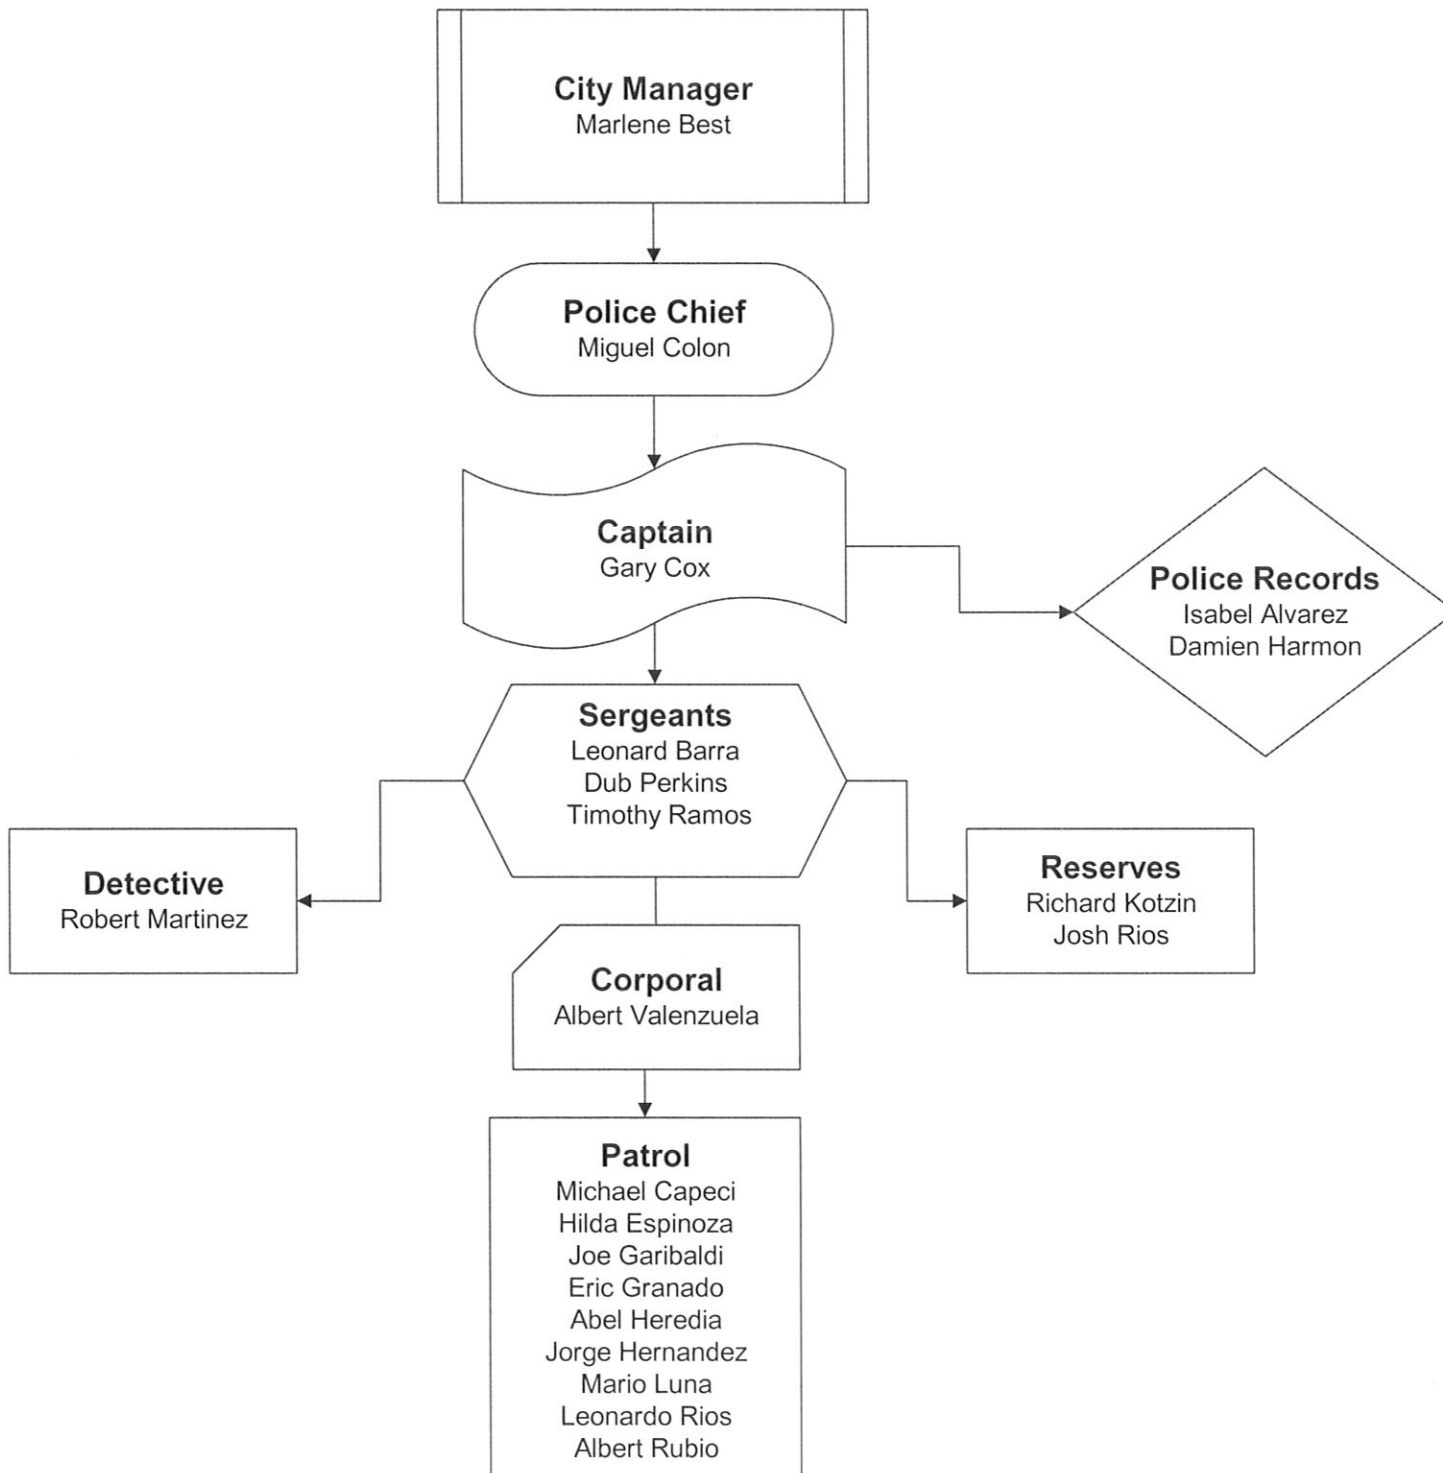 City Manager
Marlene Best
Police Chief
Miguel Colon
Captain
Gary Cox
Police Records
Isabel Alvarez
Damien Harmon
Sergeants
Leonard Barra
Dub Perkins
Timothy Ramos
Detective
Robert Martinez
Reserves
Richard Kotzin
Josh Rios
Corporal
Albert Valenzuela
Patrol
Michael Capeci
Hilda Espinoza
Joe Garibaldi
Eric Granado
Abel Heredia
Jorge Hernandez
Mario Luna
Leonardo Rios
Albert Rubio